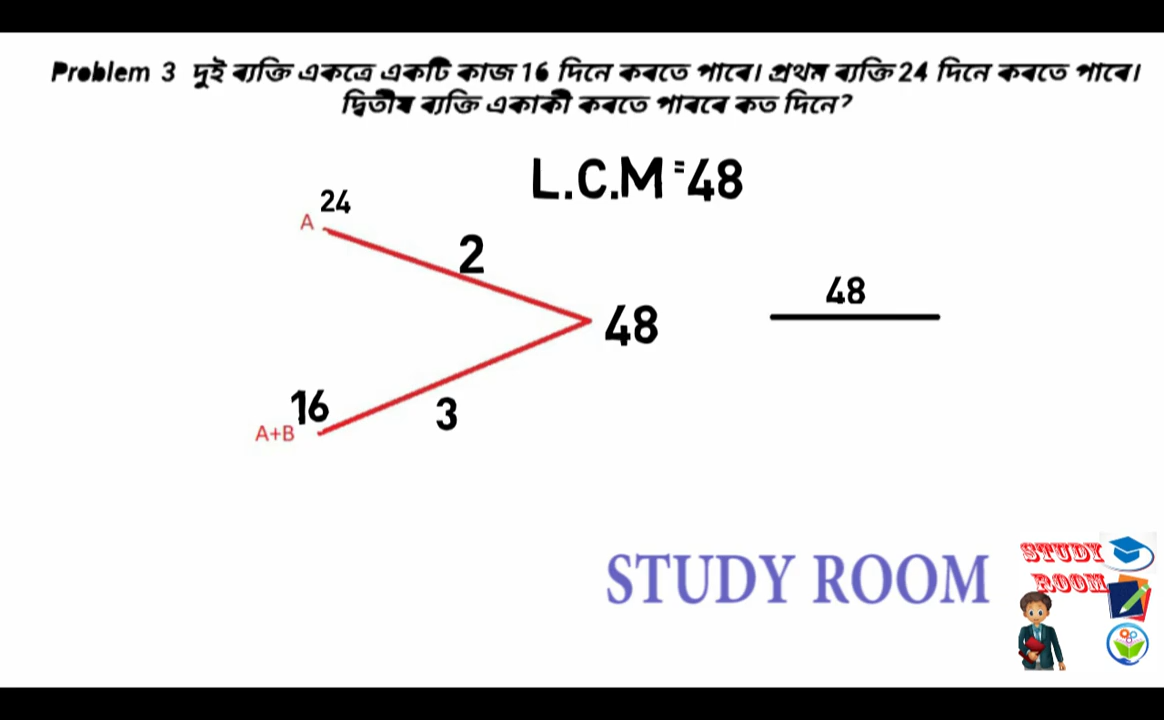 Problem 3 দুই ব্যক্তি একত্রে একটি কাজ 16 দিনে কৰতে পাৰে। প্রথম ব্যক্তি 24 দিনে কৰতে পাৰে।
দ্বিতীয ব্যক্তি একাকী কৰতে পাৰবে কত দিনে?
L.C.M=48
24
A
2
48
48
16
A+B
3
STUDY ROOM
STUDY
ROOM